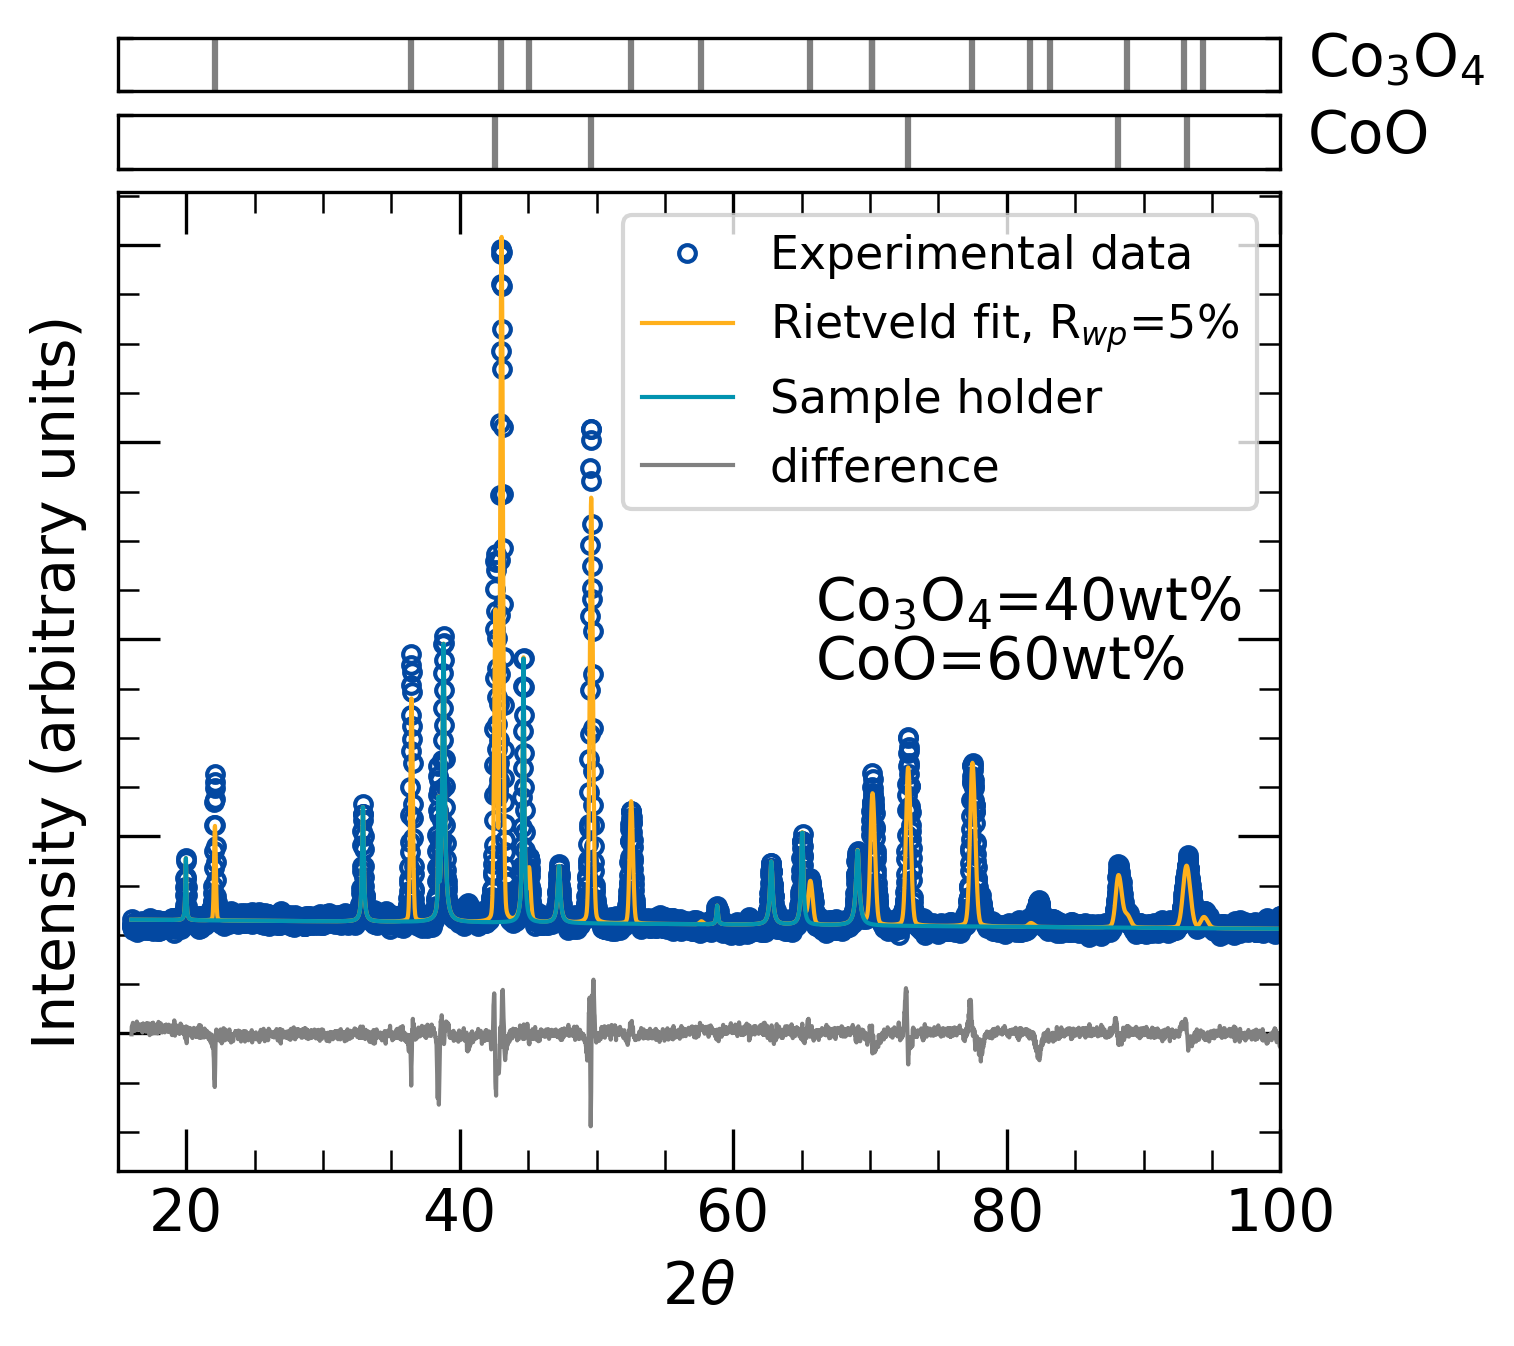 Co₃O₄
CoO
Experimental data
Rietveld fit, R_wp=5%
Sample holder
difference
Co₃O₄=40wt%
CoO=60wt%
Intensity (arbitrary units)
20 40 60 80 100
2θ